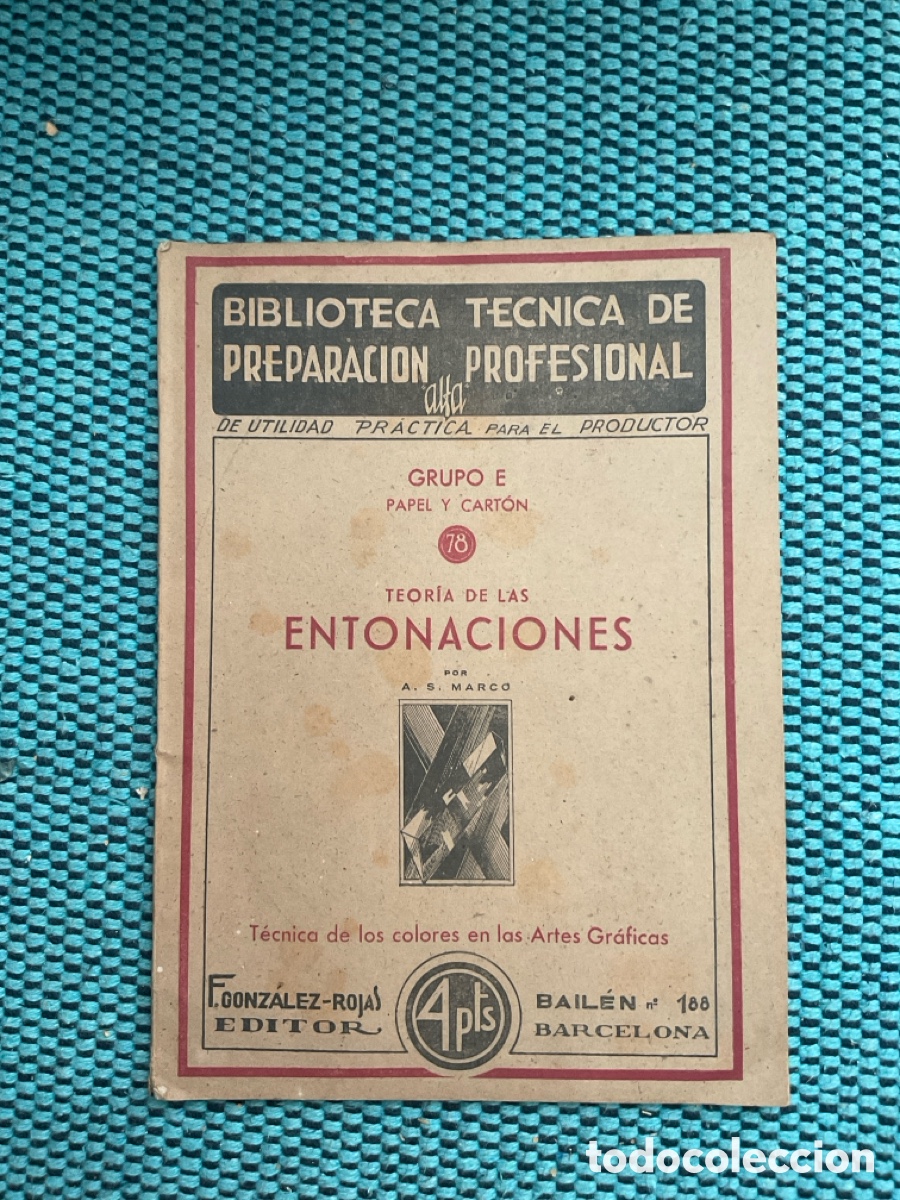 BIBLIOTECA TECNICA DE
PREPARACION PROFESIONAL
alfa
DE UTILIDAD PRÁCTICA PARA EL PRODUCTOR
GRUPO E
PAPEL Y CARTÓN
78
TEORÍA DE LAS
ENTONACIONES
POR
A. S. MARCO
Técnica de los colores en las Artes Gráficas
F. GONZÁLEZ-ROJAS
EDITOR
4 pts
BAILÉN nº 188
BARCELONA
todocoleccion